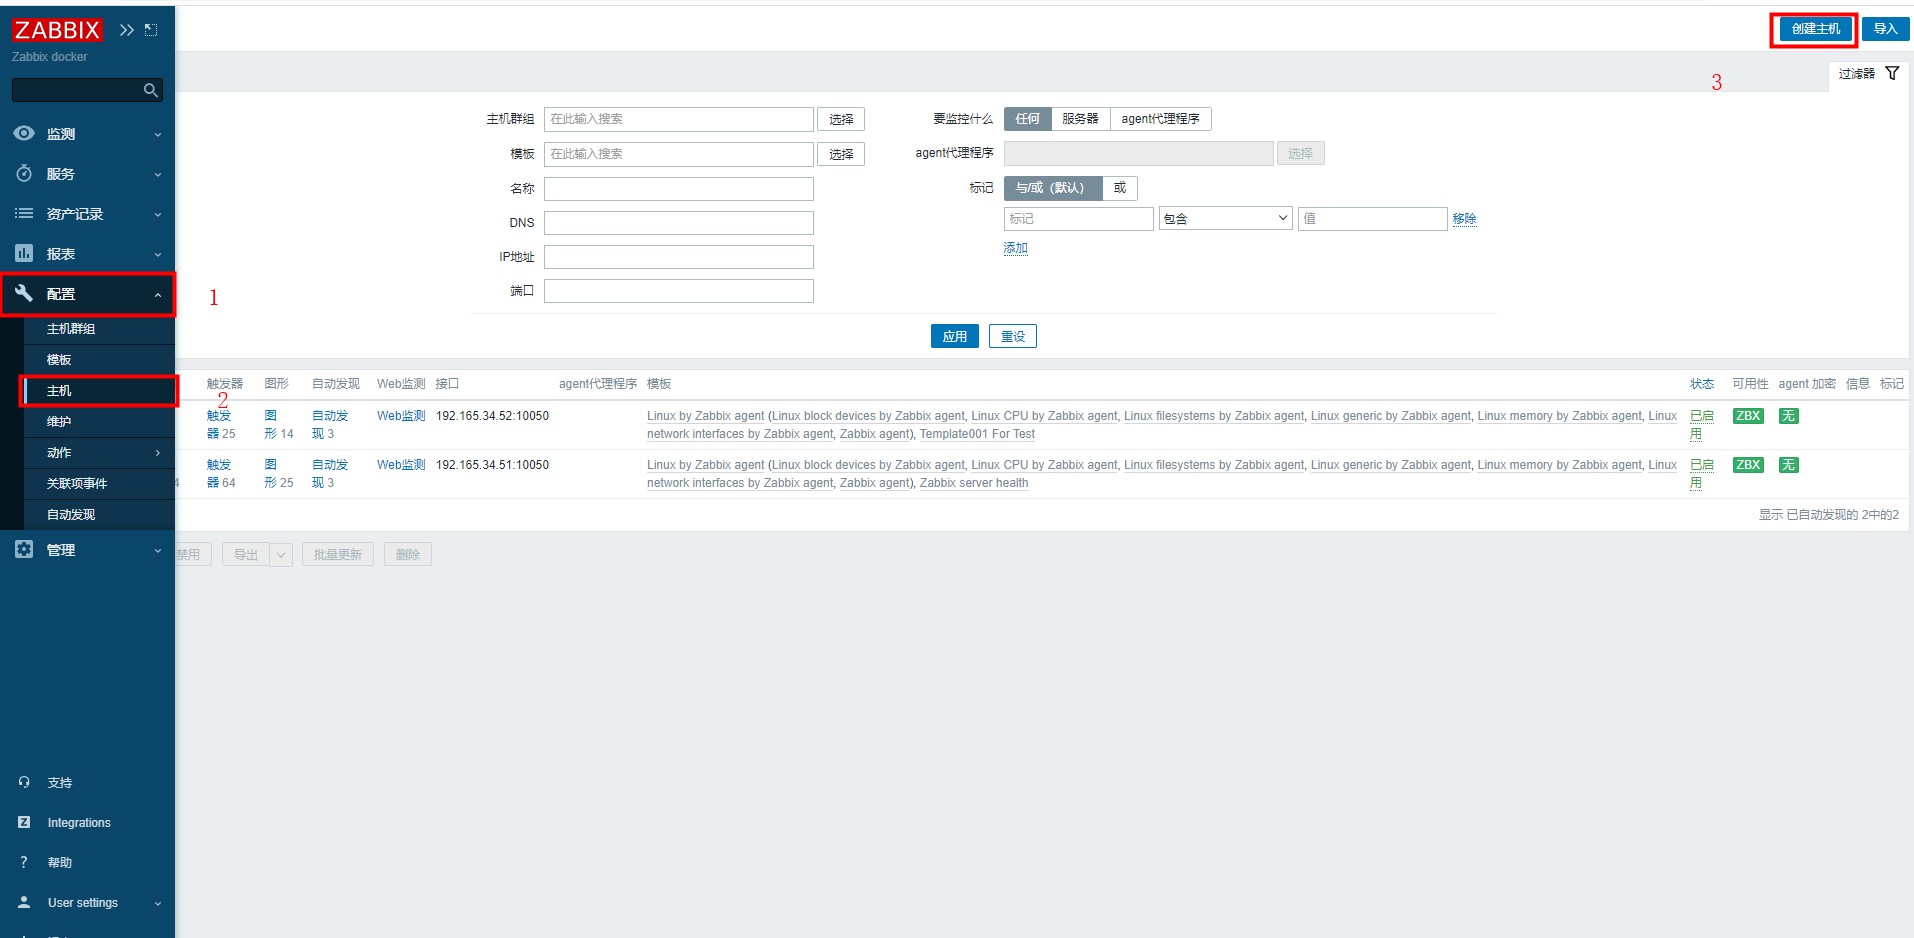 ZABBIX
Zabbix docker
监测
服务
资产记录
报表
配置
1
主机群组
模板
主机
2
维护
动作
关联项事件
自动发现
管理
支持
Integrations
? 帮助
User settings
创建主机 导入
3
过滤器
主机群组 在此输入搜索 选择
模板 在此输入搜索 选择
名称
DNS
IP地址
端口
要监控什么 任何 服务器 agent代理程序
agent代理程序 选择
标记 与/或（默认） 或
标记 包含 值 移除
添加
应用 重设
触发器 图形 自动发现 Web监测 接口 agent代理程序 模板 状态 可用性 agent 加密 信息 标记
触发 图 自动发 Web监测 192.165.34.52:10050 Linux by Zabbix agent (Linux block devices by Zabbix agent, Linux CPU by Zabbix agent, Linux filesystems by Zabbix agent, Linux generic by Zabbix agent, Linux memory by Zabbix agent, Linux 已启 ZBX 无
器 25 形 14 现 3 network interfaces by Zabbix agent, Zabbix agent), Template001 For Test 用
触发 图 自动发 Web监测 192.165.34.51:10050 Linux by Zabbix agent (Linux block devices by Zabbix agent, Linux CPU by Zabbix agent, Linux filesystems by Zabbix agent, Linux generic by Zabbix agent, Linux memory by Zabbix agent, Linux 已启 ZBX 无
4 器 64 形 25 现 3 network interfaces by Zabbix agent, Zabbix agent), Zabbix server health 用
显示 已自动发现的 2中的2
禁用 导出 批量更新 删除